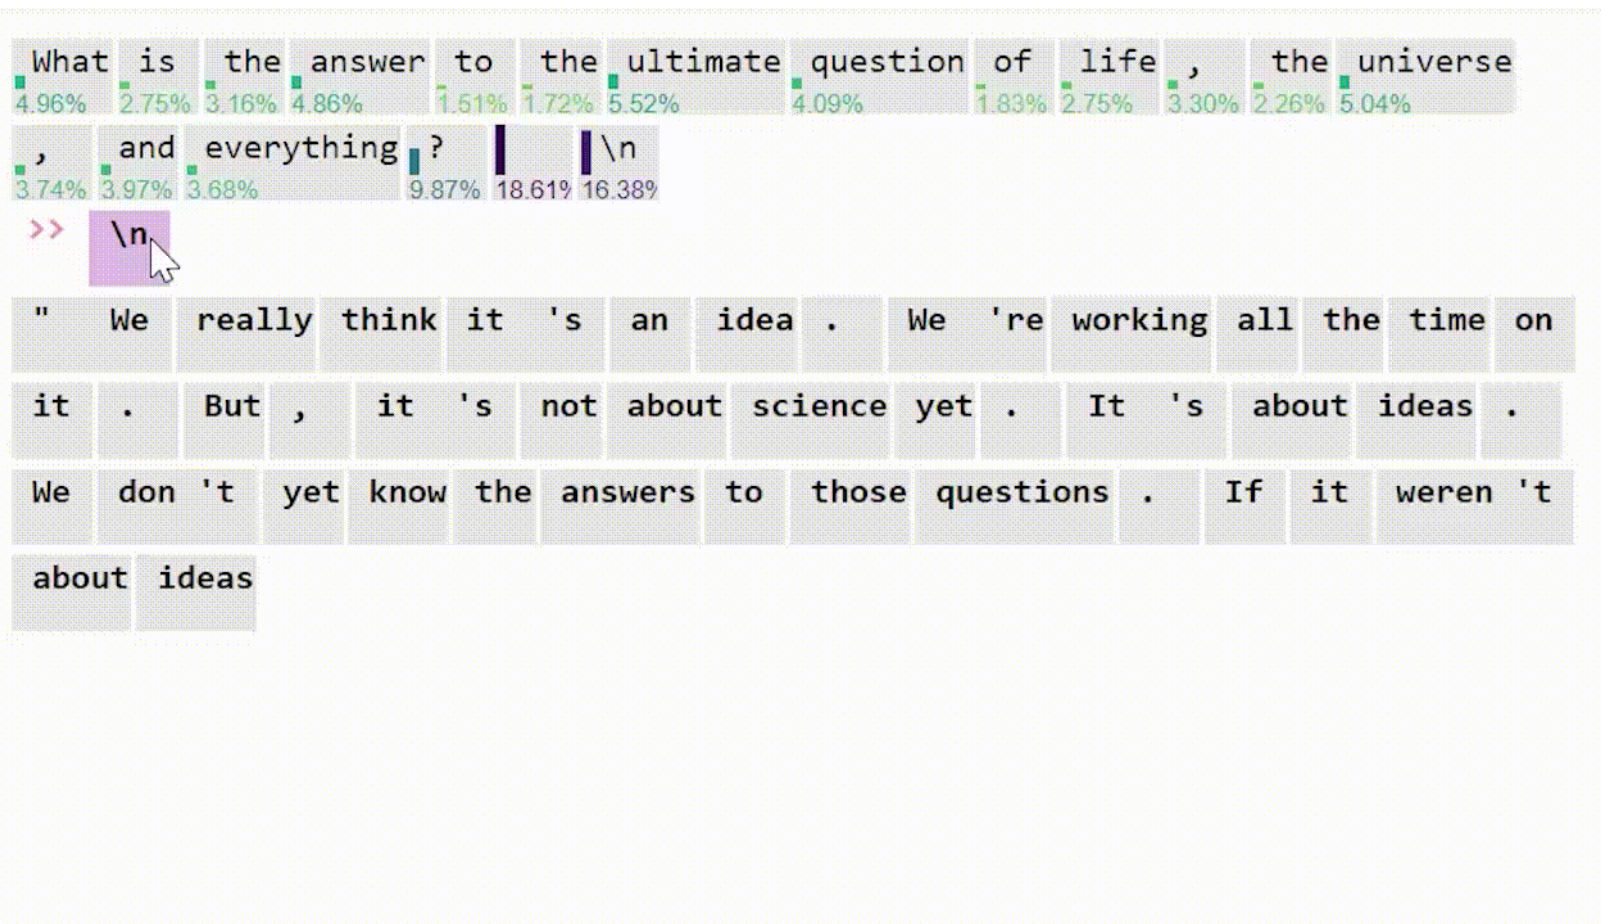 What is the answer to the ultimate question of life , the universe
4.96% 2.75% 3.16% 4.86% 1.51% 1.72% 5.52% 4.09% 1.83% 2.75% 3.30% 2.26% 5.04%
, and everything ? \n
3.74% 3.97% 3.68% 9.87% 18.61% 16.38%
>> \n
" We really think it 's an idea . We 're working all the time on
it . But , it 's not about science yet . It 's about ideas .
We don 't yet know the answers to those questions . If it weren 't
about ideas